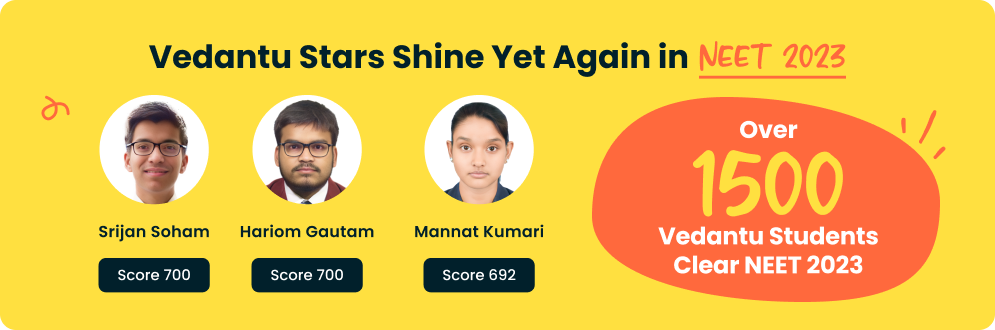 Vedantu Stars Shine Yet Again in NEET 2023
Srijan Soham
Score 700
Hariom Gautam
Score 700
Mannat Kumari
Score 692
Over
1500
Vedantu Students
Clear NEET 2023